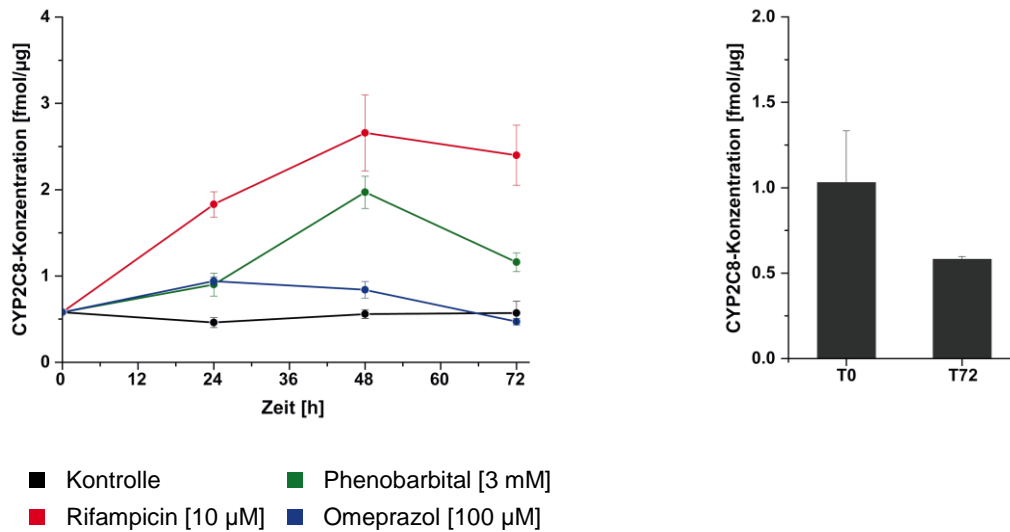 CYP2C8-Konzentration [fmol/µg]
4
3
2
1
0
0 12 24 36 48 60 72
Zeit [h]
CYP2C8-Konzentration [fmol/µg]
2.0
1.5
1.0
0.5
0.0
T0 T72
Kontrolle
Phenobarbital [3 mM]
Rifampicin [10 µM]
Omeprazol [100 µM]